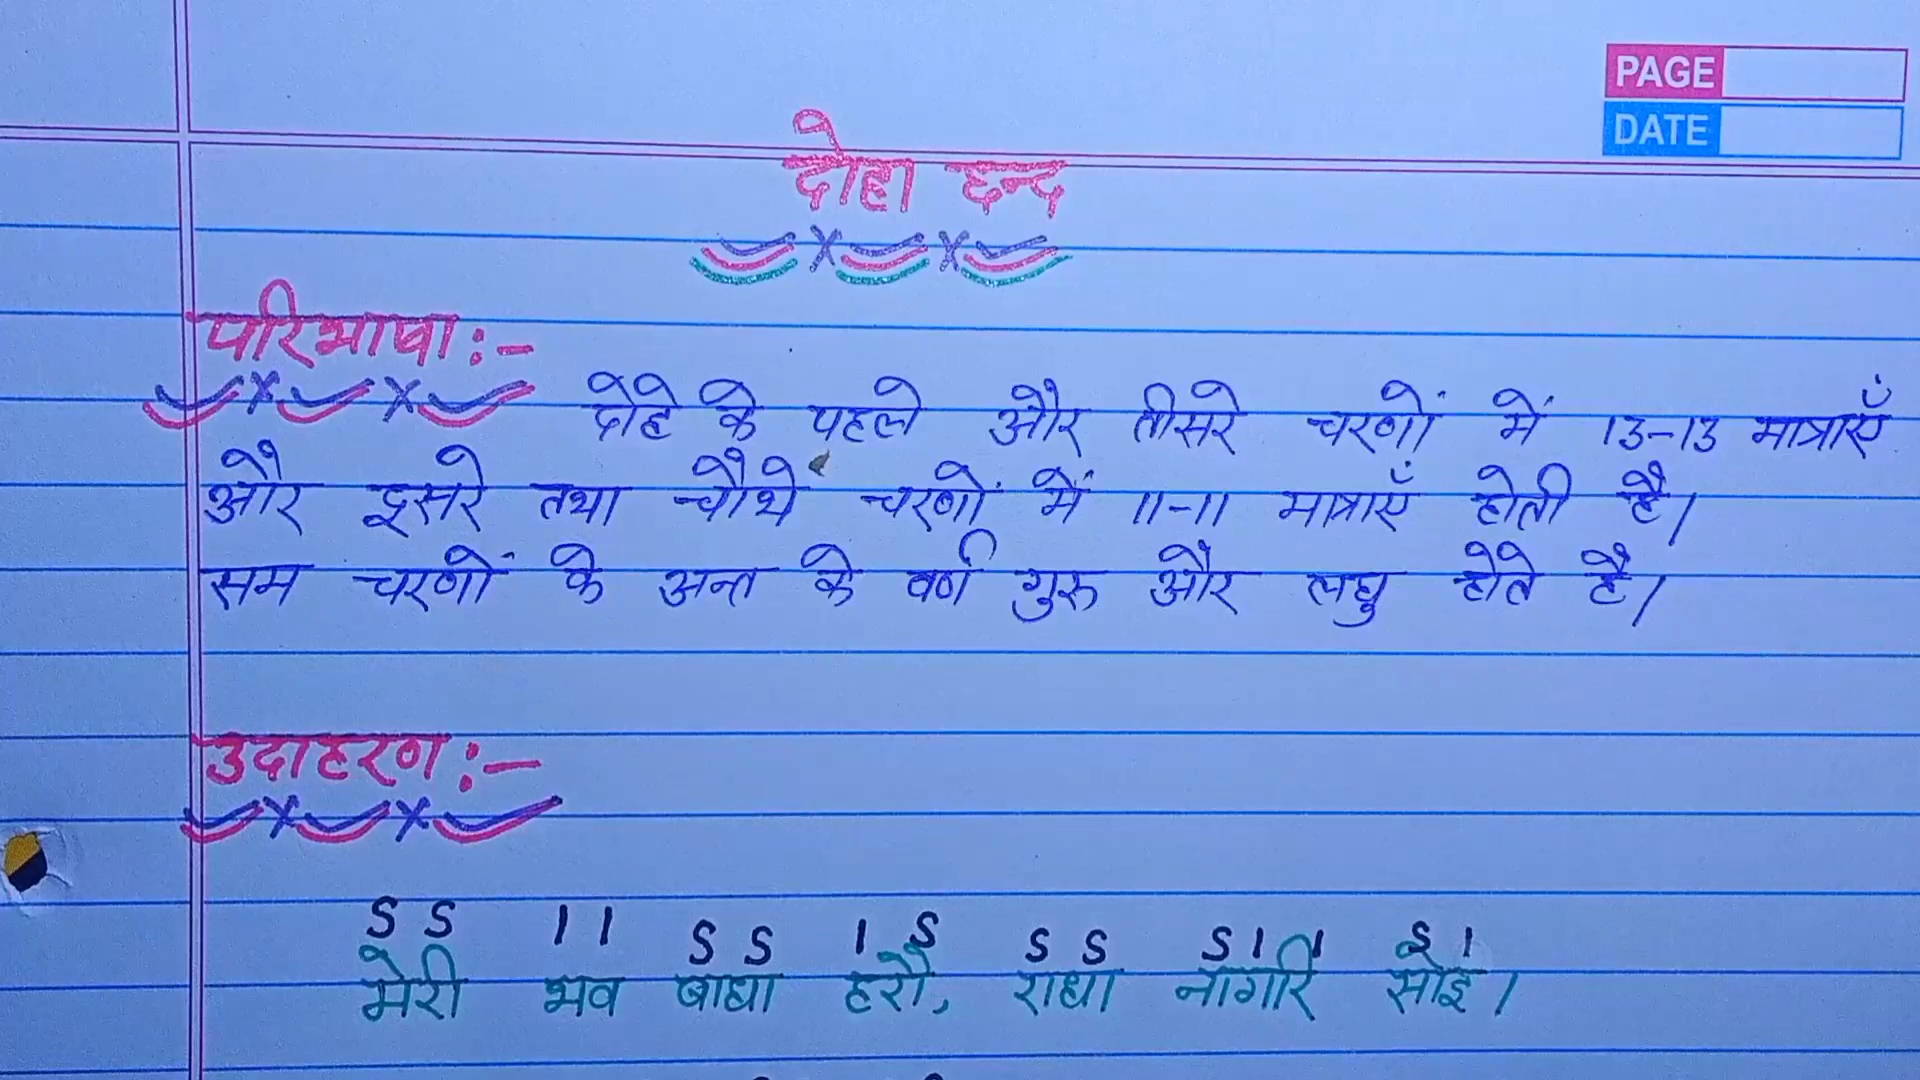 PAGE
DATE
दोहा छन्द
परिभाषा:-
दोहे के पहले और तीसरे चरणों में 13-13 मात्राएँ
और दूसरे तथा चौथे चरणों में 11-11 मात्राएँ होती है।
सम चरणों के अन्त के वर्ण गुरु और लघु होते है।
उदाहरण:-
S S I I S S I S S S S I I S I
मेरी भव बाधा हरौ, राधा नागरि सोइ।